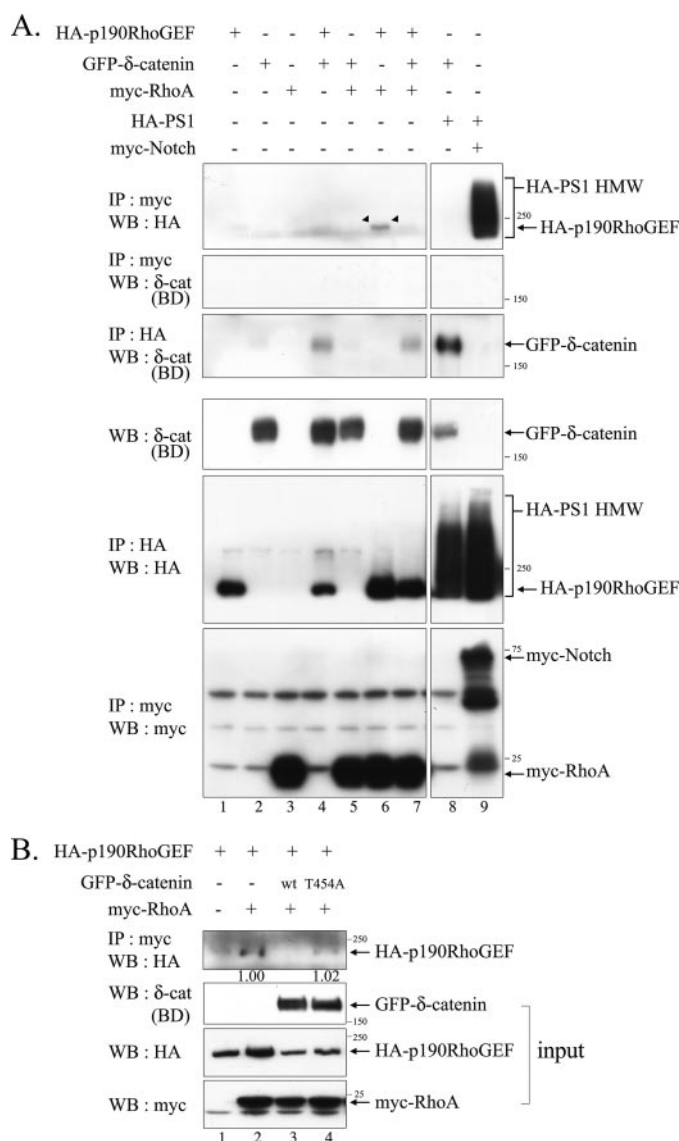 A.
HA-p190RhoGEF + - - + - + + - -
GFP-δ-catenin - + - + + - + + -
myc-RhoA - - + - + + + - -
HA-PS1 - - - - - - - + +
myc-Notch - - - - - - - - +
IP : myc
WB : HA
HA-PS1 HMW
250
HA-p190RhoGEF
IP : myc
WB : δ-cat
(BD)
150
IP : HA
WB : δ-cat
(BD)
GFP-δ-catenin
150
WB : δ-cat
(BD)
GFP-δ-catenin
150
IP : HA
WB : HA
HA-PS1 HMW
250
HA-p190RhoGEF
IP : myc
WB : myc
75
myc-Notch
25
myc-RhoA
1 2 3 4 5 6 7 8 9
B.
HA-p190RhoGEF + + + +
GFP-δ-catenin - - wt T454A
myc-RhoA - + + +
IP : myc
WB : HA
250
HA-p190RhoGEF
1.00 1.02
WB : δ-cat
(BD)
GFP-δ-catenin
150
WB : HA
250
HA-p190RhoGEF
input
WB : myc
25
myc-RhoA
1 2 3 4